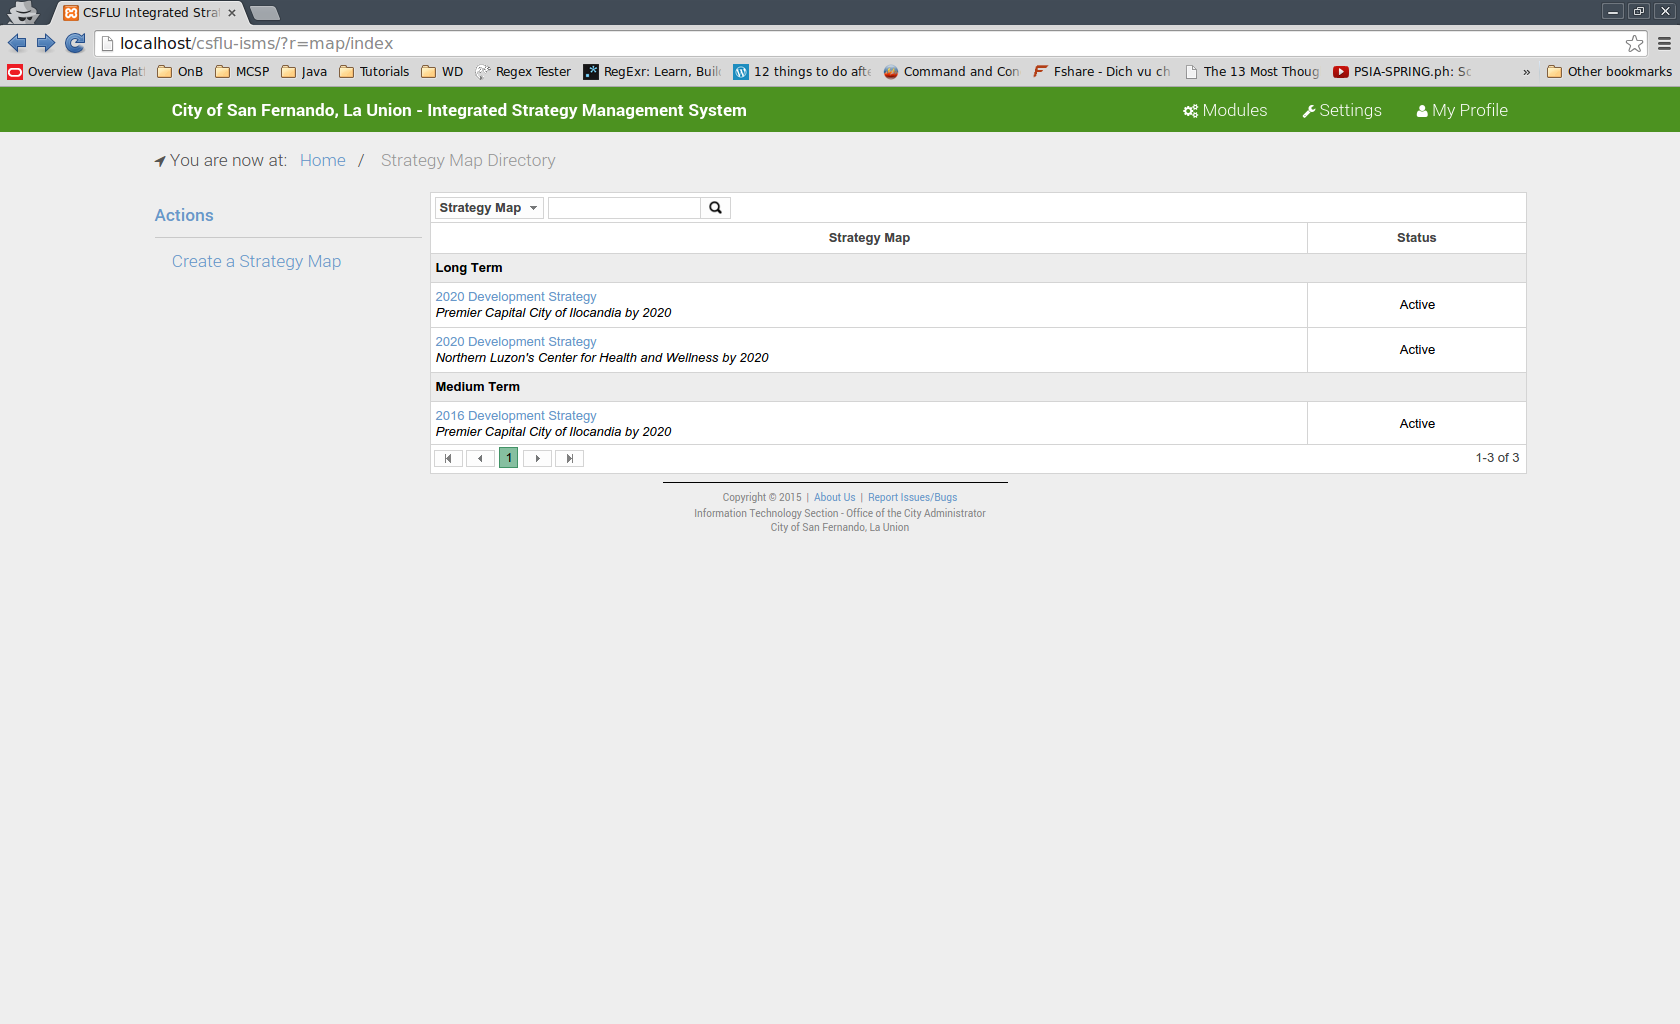 CSFLU Integrated Stra
localhost/csflu-isms/?r=map/index
Overview (Java Plat OnB MCSP Java Tutorials WD Regex Tester RegExr: Learn, Buil 12 things to do afte Command and Con Fshare - Dich vu ch The 13 Most Thoug PSIA-SPRING.ph: Sc » Other bookmarks
City of San Fernando, La Union - Integrated Strategy Management System Modules Settings My Profile
You are now at: Home / Strategy Map Directory
Actions
Create a Strategy Map
Strategy Map
Strategy Map Status
Long Term
2020 Development Strategy
Premier Capital City of Ilocandia by 2020
Active
2020 Development Strategy
Northern Luzon's Center for Health and Wellness by 2020
Active
Medium Term
2016 Development Strategy
Premier Capital City of Ilocandia by 2020
Active
1 1-3 of 3
Copyright © 2015 | About Us | Report Issues/Bugs
Information Technology Section - Office of the City Administrator
City of San Fernando, La Union